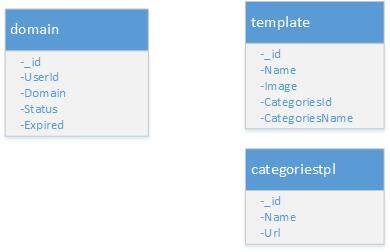 domain
-_id
-UserId
-Domain
-Status
-Expired
template
-_id
-Name
-Image
-CategoriesId
-CategoriesName
categoriestpl
-_id
-Name
-Url